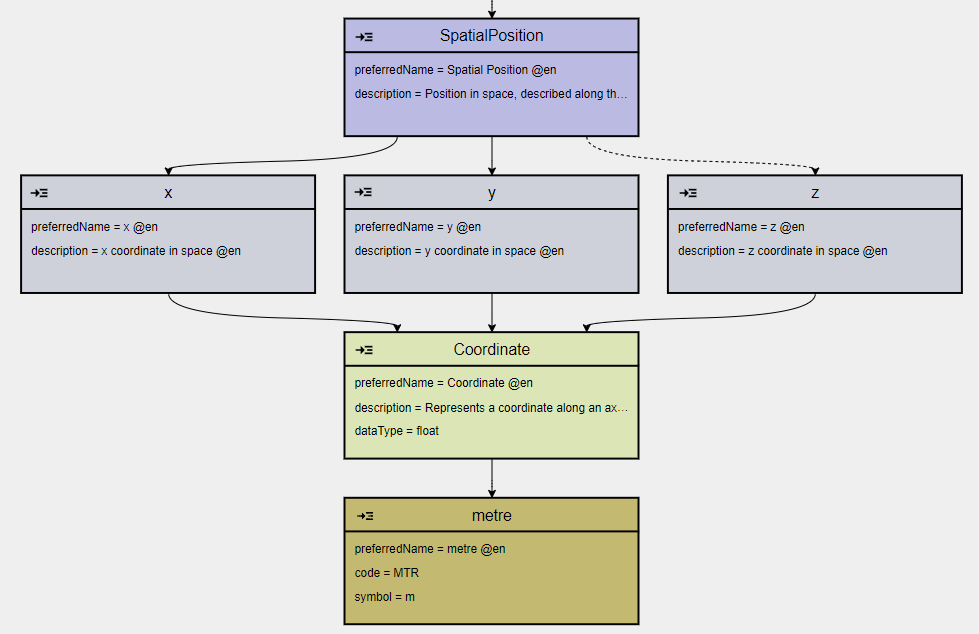 SpatialPosition
preferredName = Spatial Position @en
description = Position in space, described along th...
x
preferredName = x @en
description = x coordinate in space @en
y
preferredName = y @en
description = y coordinate in space @en
z
preferredName = z @en
description = z coordinate in space @en
Coordinate
preferredName = Coordinate @en
description = Represents a coordinate along an ax...
dataType = float
metre
preferredName = metre @en
code = MTR
symbol = m